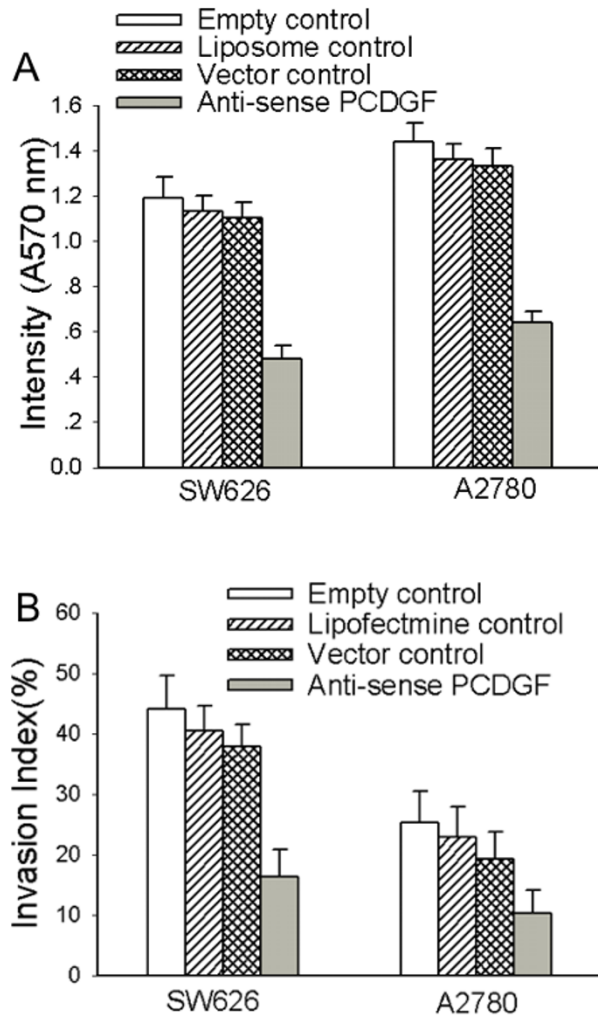 Empty control
Liposome control
Vector control
Anti-sense PCDGF
A
1.6
1.4
1.2
1.0
.8
.6
.4
.2
0.0
Intensity (A570 nm)
SW626 A2780
B
Empty control
Lipofectmine control
Vector control
Anti-sense PCDGF
60
50
40
30
20
10
0
Invasion Index(%)
SW626 A2780